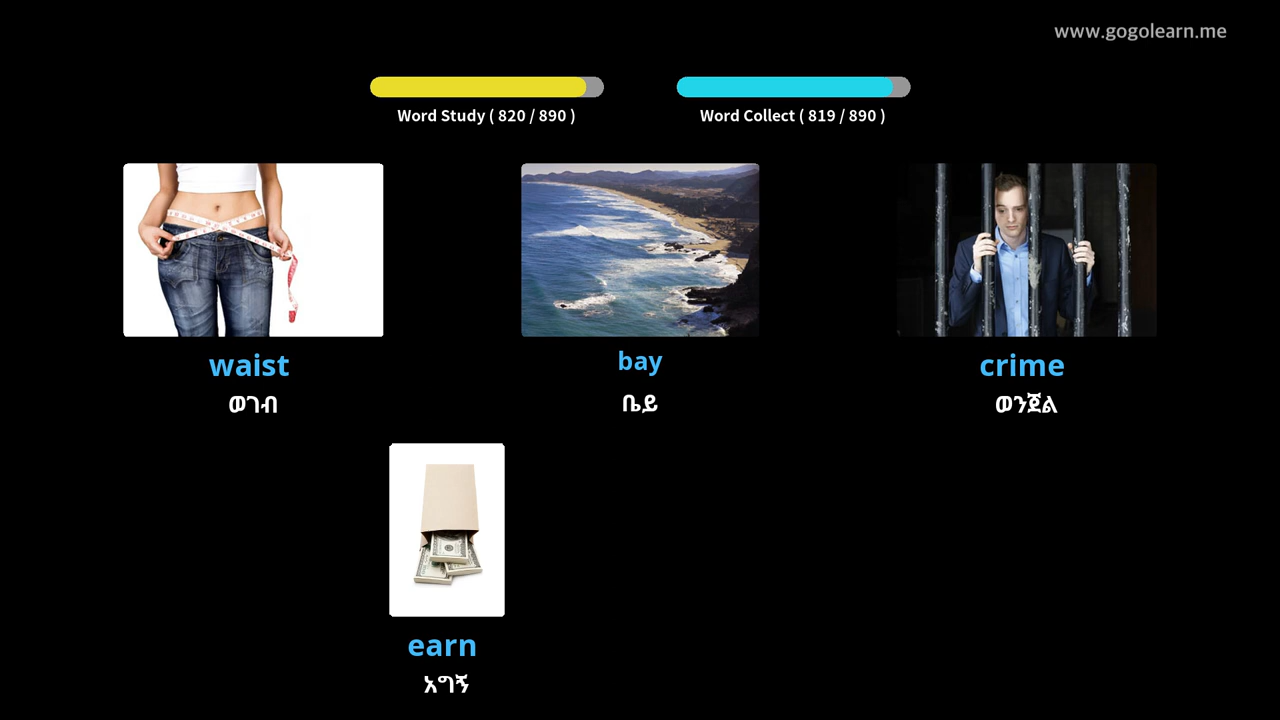 www.gogolearn.me
Word Study ( 820 / 890 )
Word Collect ( 819 / 890 )
waist
ወገብ
bay
ቤይ
crime
ወንጀል
earn
አግኝ